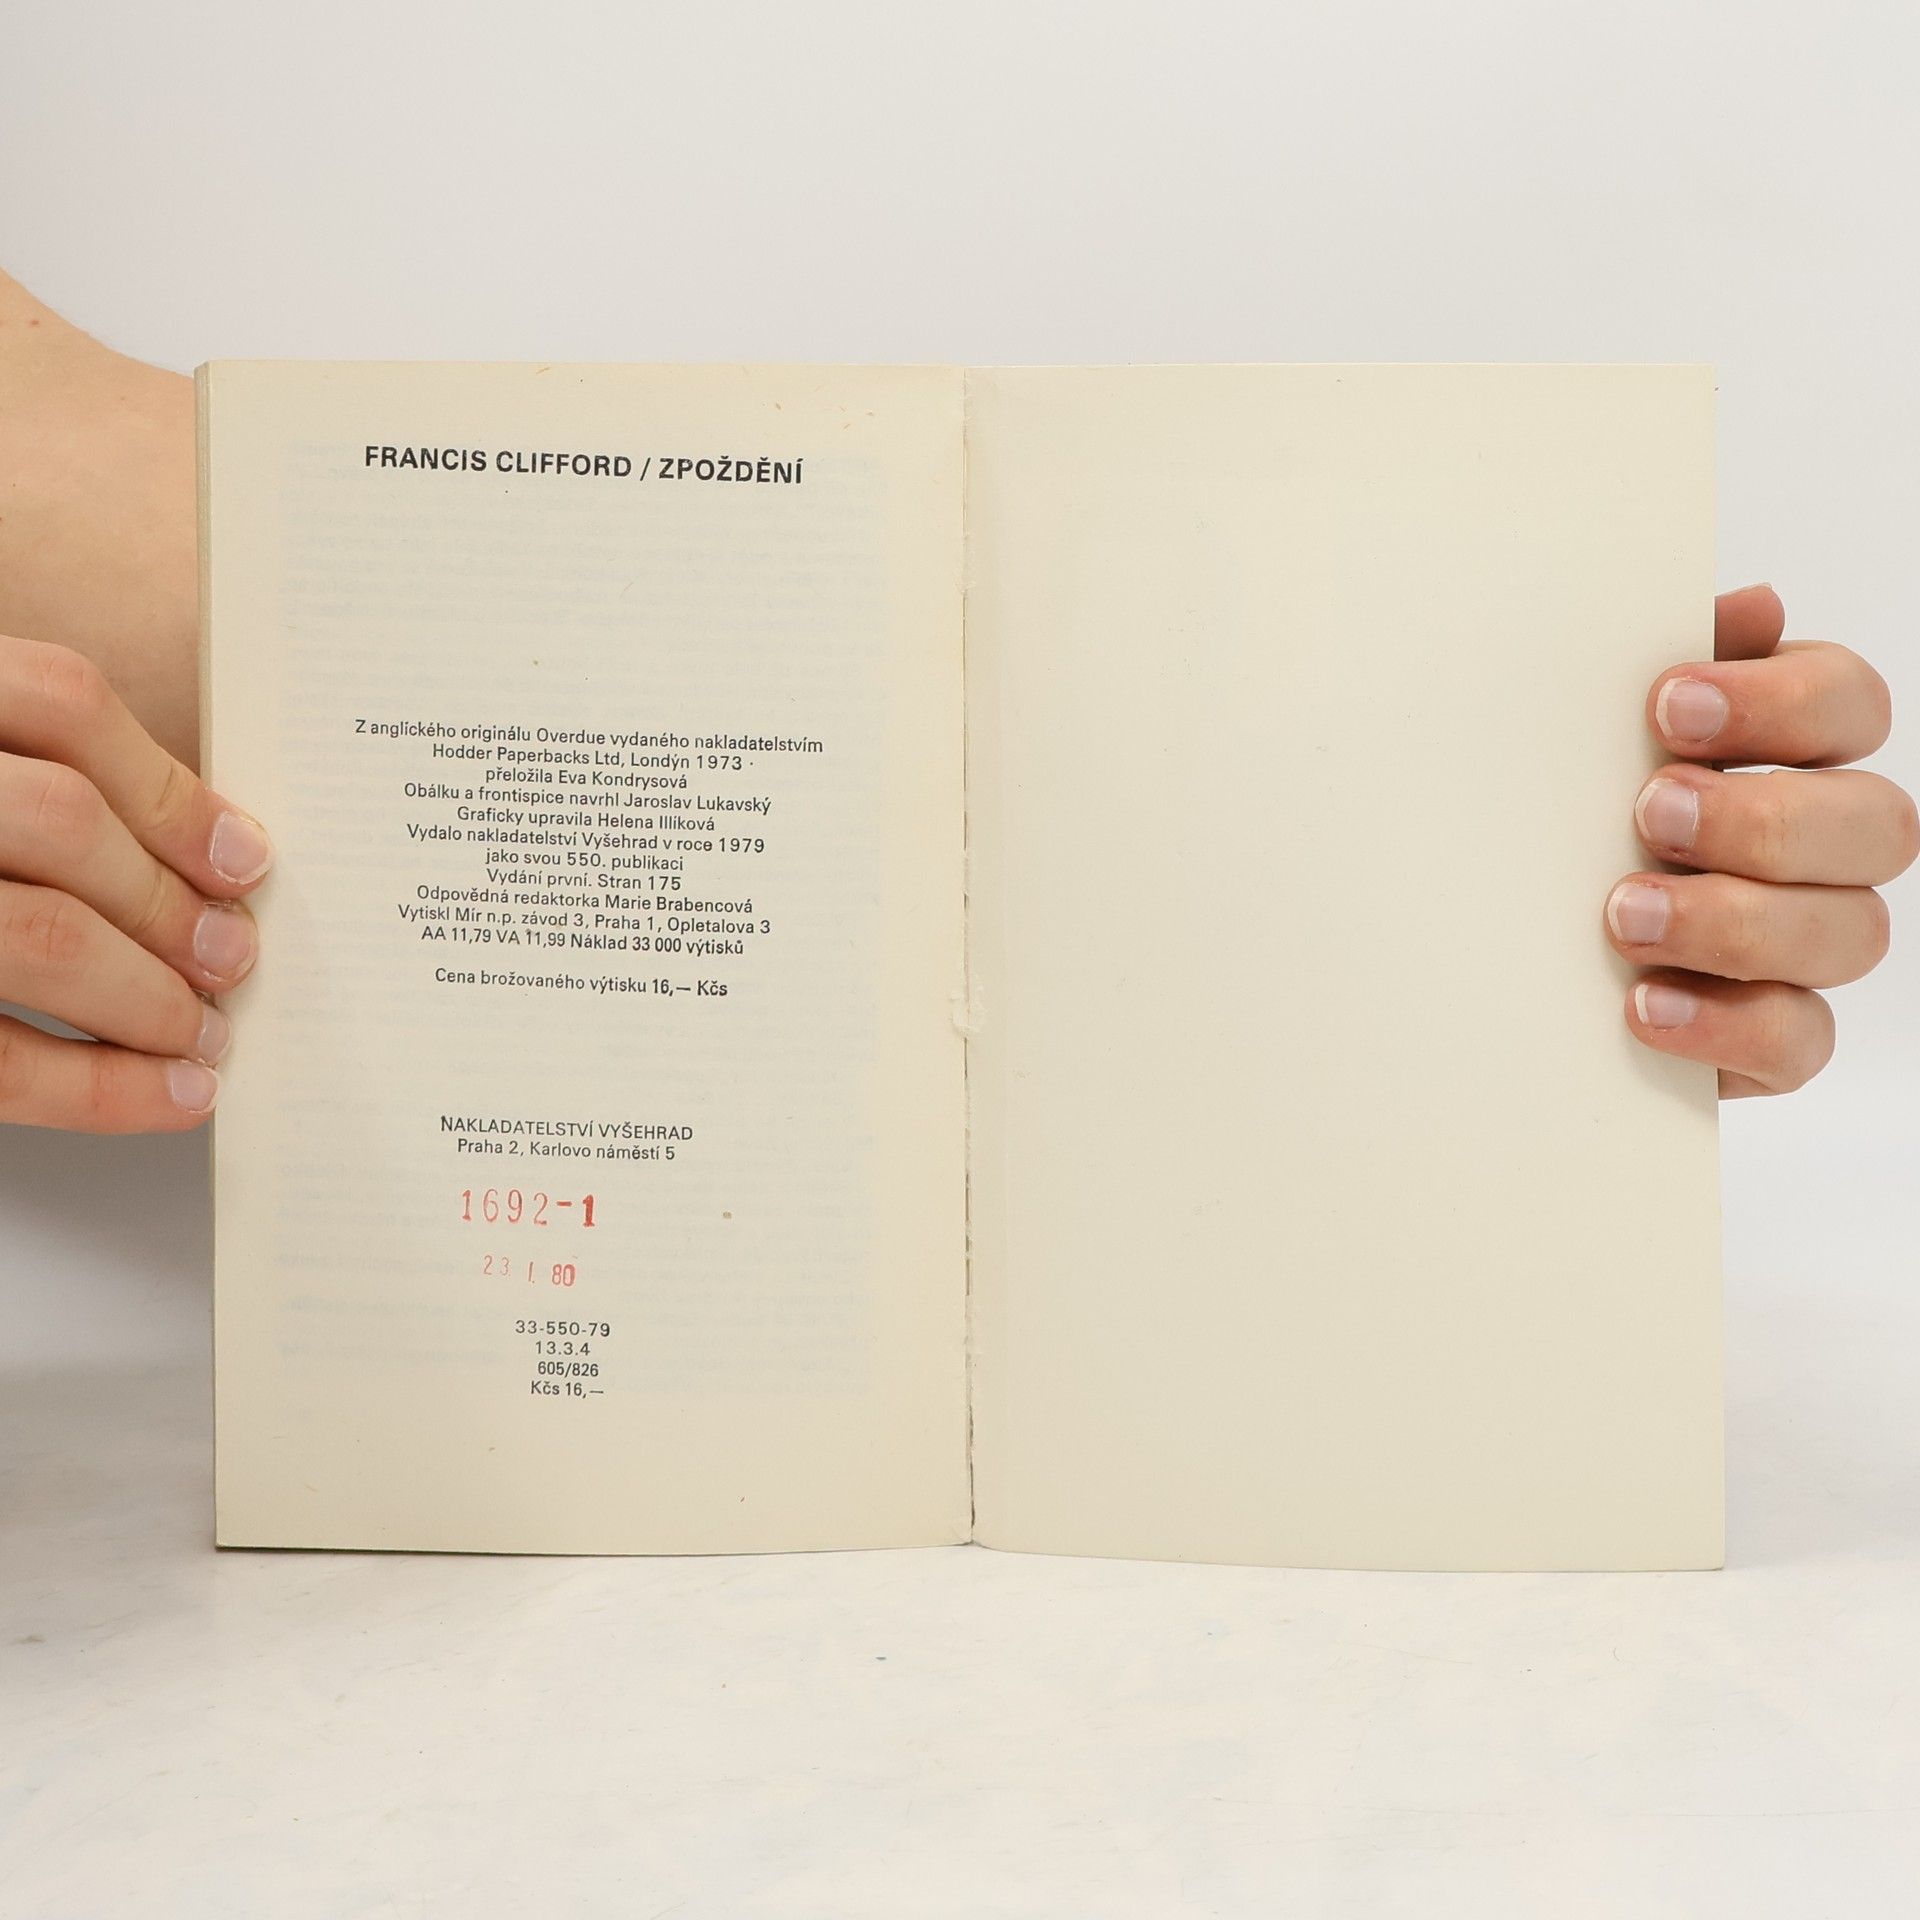 FRANCIS CLIFFORD / ZPOŽDĚNÍ
Z anglického originálu Overdue vydaného nakladatelstvím
Hodder Paperbacks Ltd, Londýn 1973 ·
přeložila Eva Kondrysová
Obálku a frontispice navrhl Jaroslav Lukavský
Graficky upravila Helena Illíková
Vydalo nakladatelství Vyšehrad v roce 1979
jako svou 550. publikaci
Vydání první. Stran 175
Odpovědná redaktorka Marie Brabencová
Vytiskl Mír n.p. závod 3, Praha 1, Opletalova 3
AA 11,79 VA 11,99 Náklad 33 000 výtisků
Cena brožovaného výtisku 16,— Kčs
NAKLADATELSTVÍ VYŠEHRAD
Praha 2, Karlovo náměstí 5
1692-1
23. I. 80
33-550-79
13.3.4
605/826
Kčs 16,—